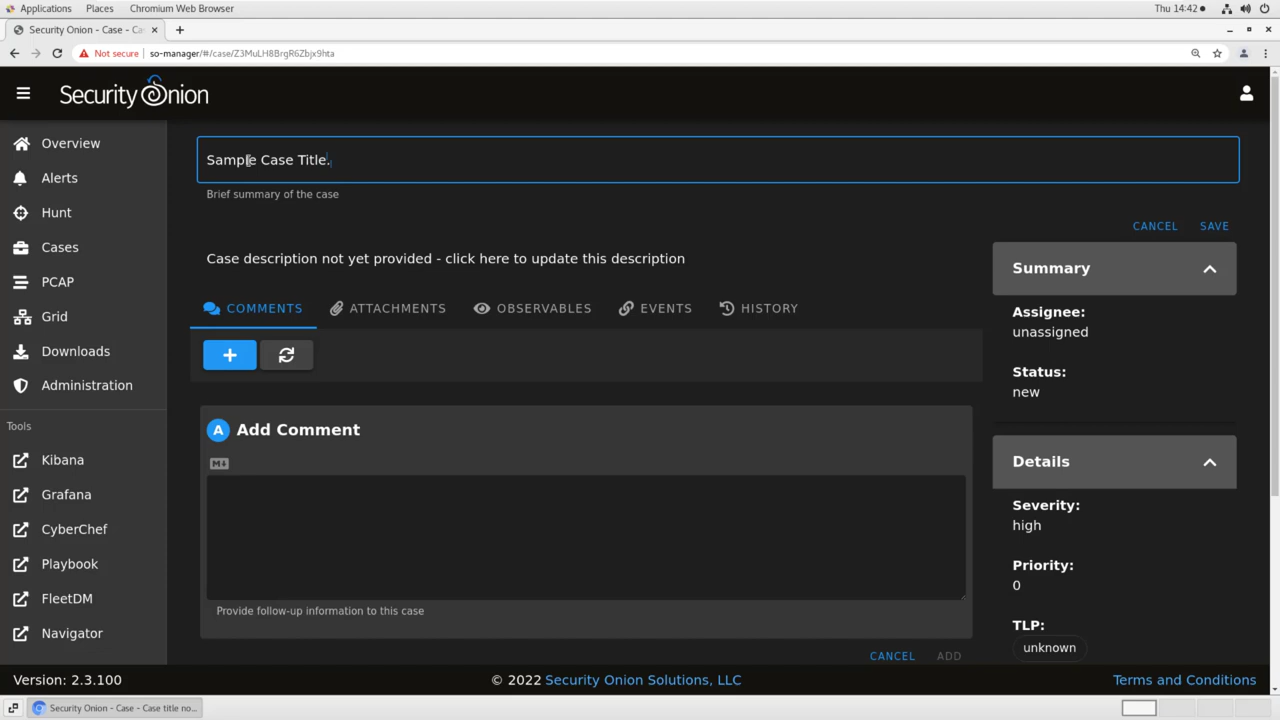 Applications Places Chromium Web Browser Thu 14:42
Security Onion - Case - Ca
Not secure so-manager/#/case/Z3MuLH8BrgR6Zbjx9hta
Security Onion
Overview
Alerts
Hunt
Cases
PCAP
Grid
Downloads
Administration
Tools
Kibana
Grafana
CyberChef
Playbook
FleetDM
Navigator
Sample Case Title.
Brief summary of the case
CANCEL SAVE
Case description not yet provided - click here to update this description
COMMENTS ATTACHMENTS OBSERVABLES EVENTS HISTORY
+
A Add Comment
M
Provide follow-up information to this case
CANCEL ADD
Summary
Assignee:
unassigned
Status:
new
Details
Severity:
high
Priority:
0
TLP:
unknown
Version: 2.3.100 © 2022 Security Onion Solutions, LLC Terms and Conditions
Security Onion - Case - Case title no...